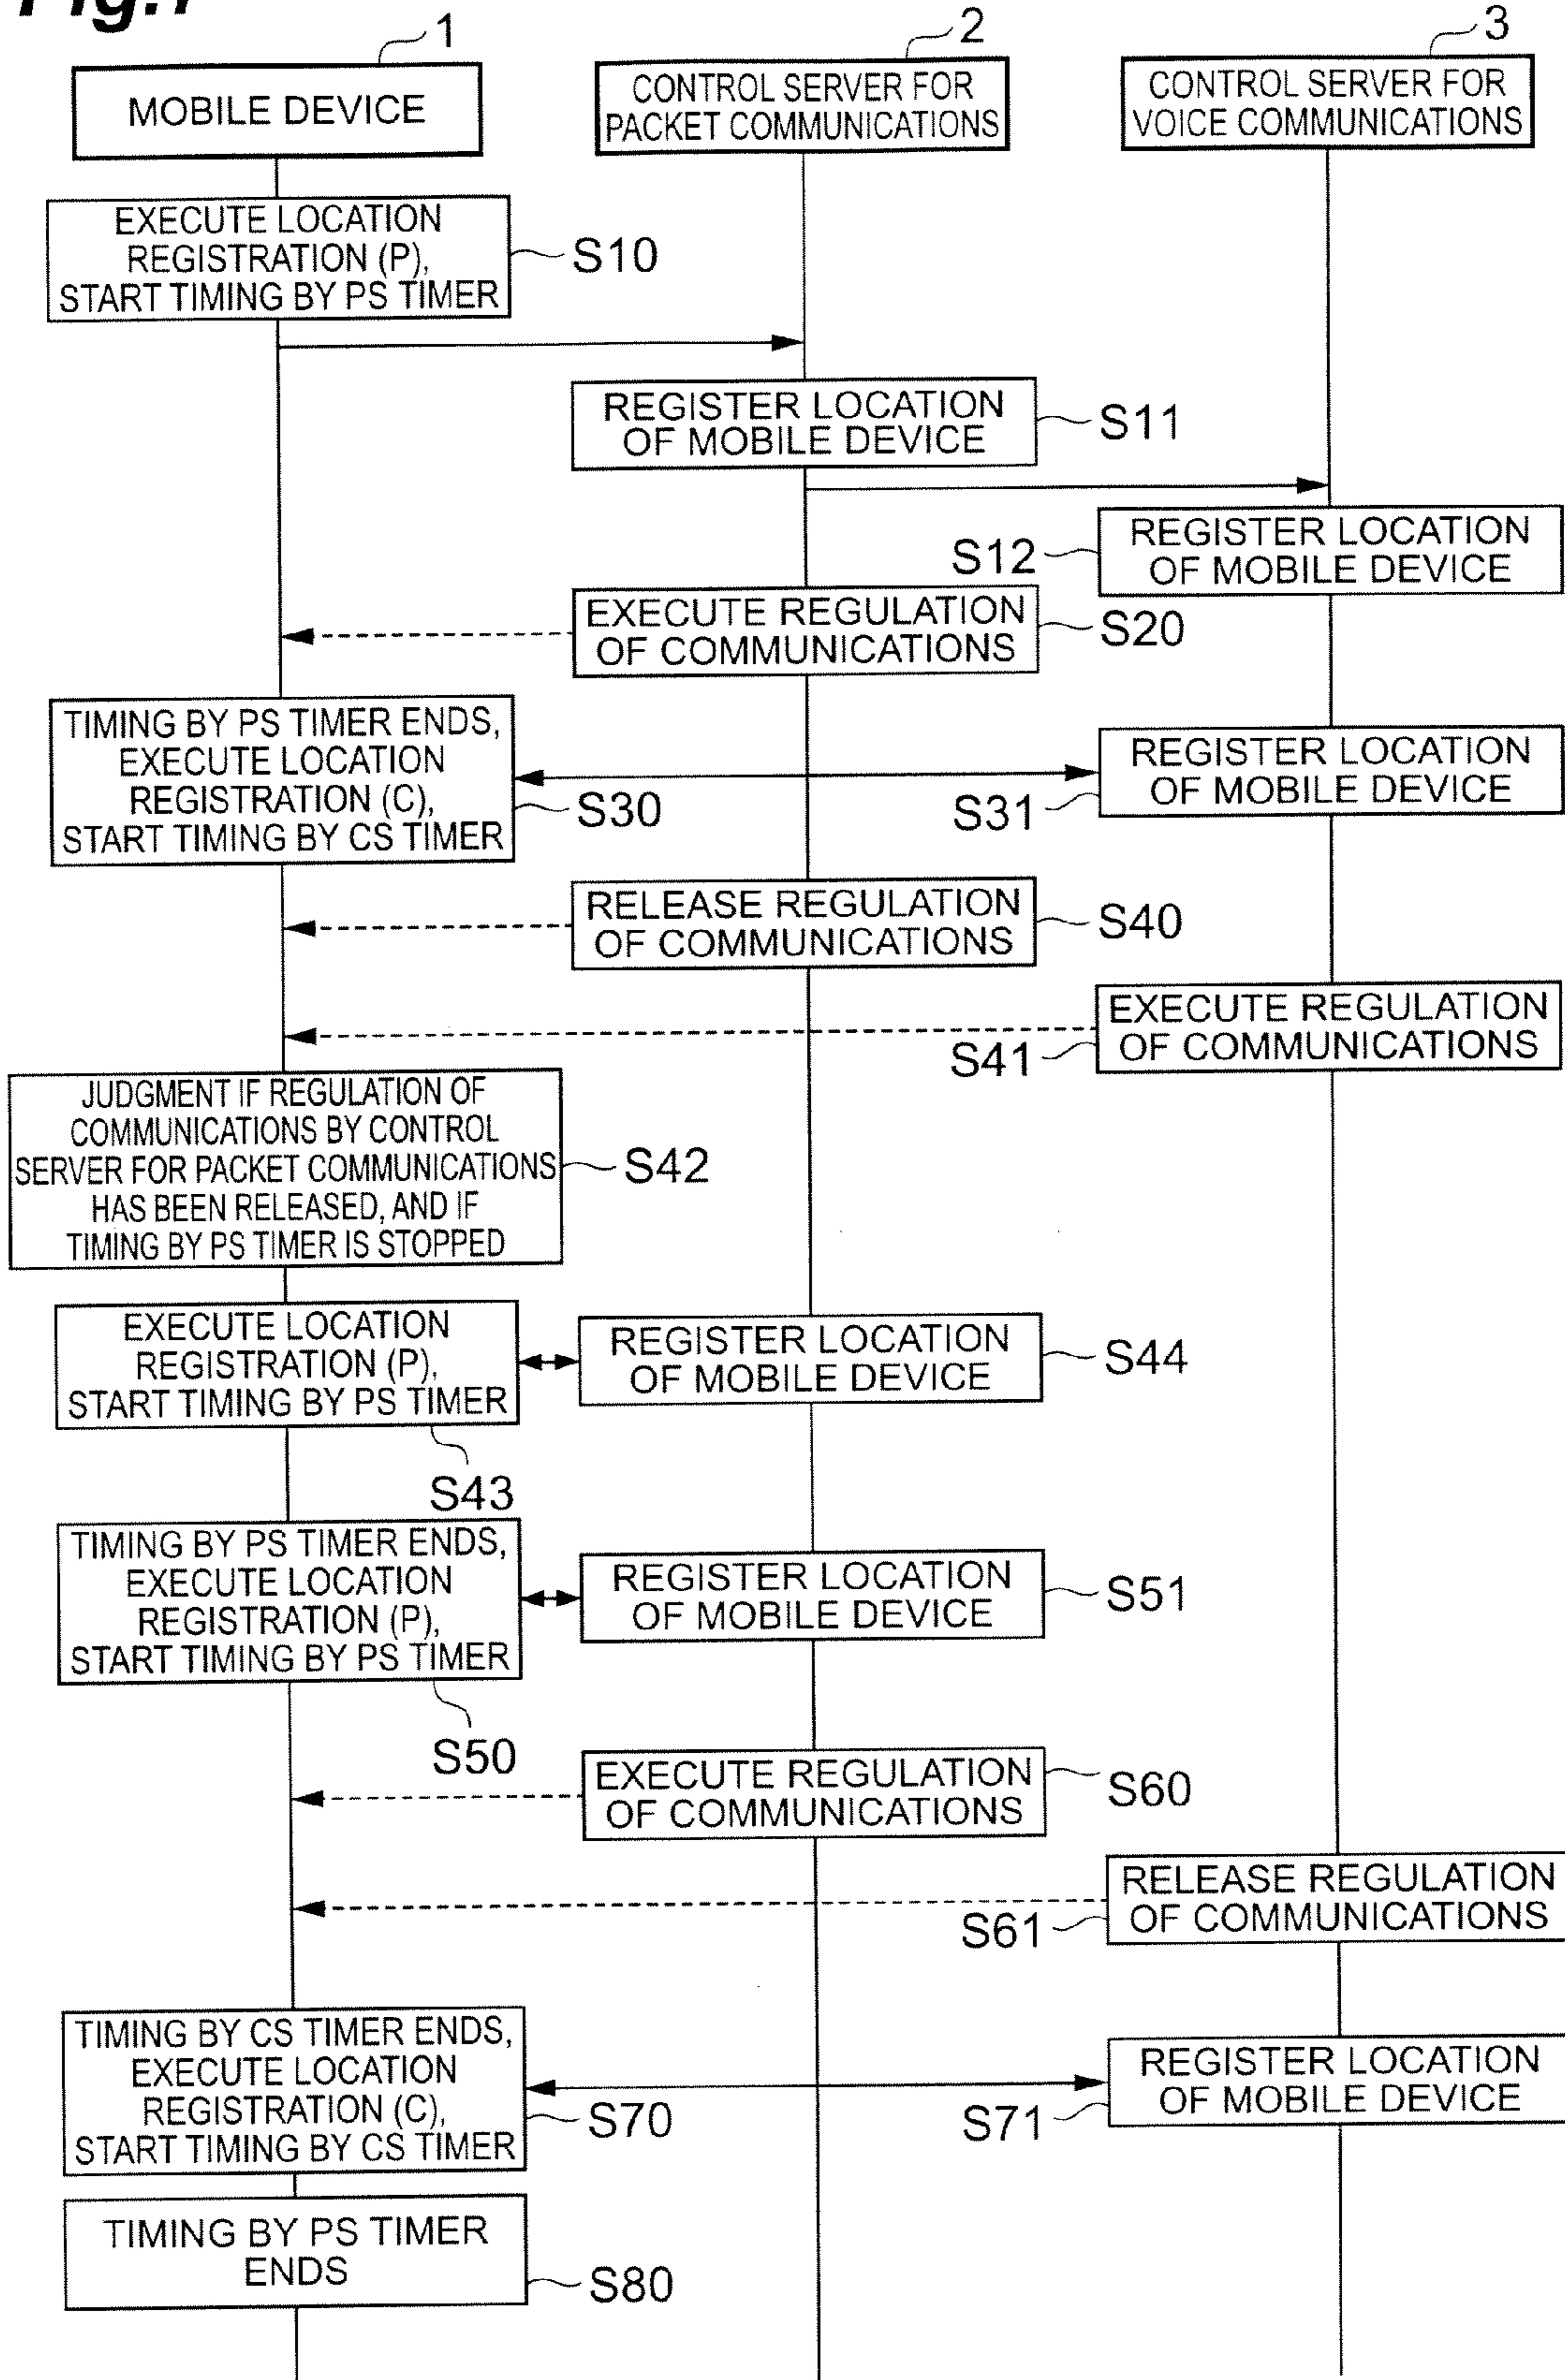 1
2
3
MOBILE DEVICE
CONTROL SERVER FOR
PACKET COMMUNICATIONS
CONTROL SERVER FOR
VOICE COMMUNICATIONS
EXECUTE LOCATION
REGISTRATION (P),
START TIMING BY PS TIMER
S10
REGISTER LOCATION
OF MOBILE DEVICE
S11
S12
REGISTER LOCATION
OF MOBILE DEVICE
EXECUTE REGULATION
OF COMMUNICATIONS
S20
TIMING BY PS TIMER ENDS,
EXECUTE LOCATION
REGISTRATION (C),
START TIMING BY CS TIMER
S30
S31
REGISTER LOCATION
OF MOBILE DEVICE
RELEASE REGULATION
OF COMMUNICATIONS
S40
S41
EXECUTE REGULATION
OF COMMUNICATIONS
JUDGMENT IF REGULATION OF
COMMUNICATIONS BY CONTROL
SERVER FOR PACKET COMMUNICATIONS
HAS BEEN RELEASED, AND IF
TIMING BY PS TIMER IS STOPPED
S42
EXECUTE LOCATION
REGISTRATION (P),
START TIMING BY PS TIMER
S43
REGISTER LOCATION
OF MOBILE DEVICE
S44
TIMING BY PS TIMER ENDS,
EXECUTE LOCATION
REGISTRATION (P),
START TIMING BY PS TIMER
S50
REGISTER LOCATION
OF MOBILE DEVICE
S51
EXECUTE REGULATION
OF COMMUNICATIONS
S60
S61
RELEASE REGULATION
OF COMMUNICATIONS
TIMING BY CS TIMER ENDS,
EXECUTE LOCATION
REGISTRATION (C),
START TIMING BY CS TIMER
S70
S71
REGISTER LOCATION
OF MOBILE DEVICE
TIMING BY PS TIMER
ENDS
S80